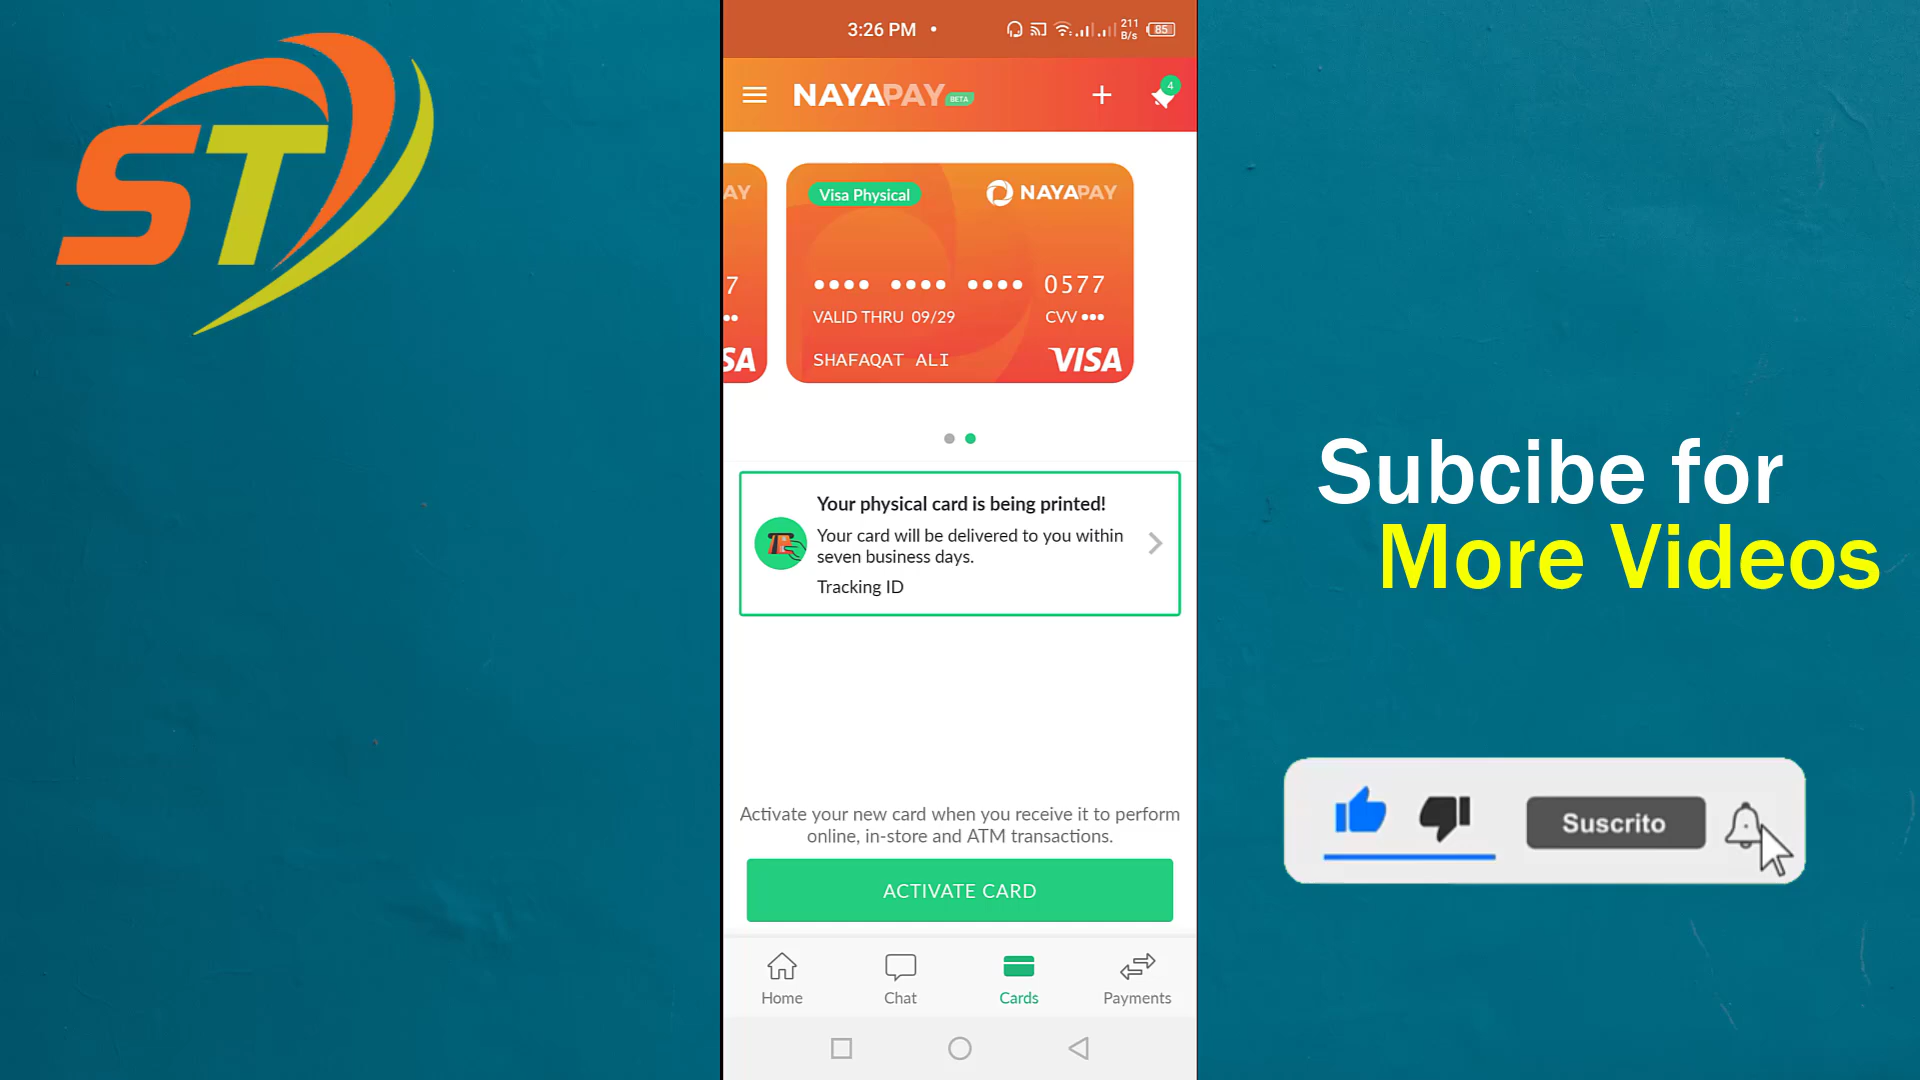 ST
3:26 PM
211
B/s
85
NAYAPAY BETA
4
AY
Visa Physical
NAYAPAY
7
•••• •••• •••• 0577
VALID THRU 09/29
CVV •••
SHAFAQAT ALI
VISA
SA
Your physical card is being printed!
Your card will be delivered to you within
seven business days.
Tracking ID
Activate your new card when you receive it to perform
online, in-store and ATM transactions.
ACTIVATE CARD
Home
Chat
Cards
Payments
Subcibe for
More Videos
Suscrito